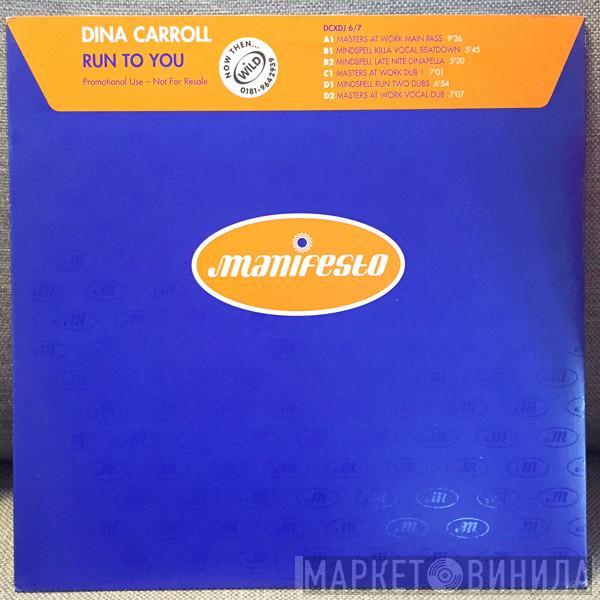 DINA CARROLL
RUN TO YOU
Promotional Use – Not For Resale
NOW THEN...
WILD
0181-964 2939
DCXDJ 6/7
A1 MASTERS AT WORK MAIN PASS 9"26
B1 MINDSPELL KILLA VOCAL BEATDOWN 5'45
B2 MINDSPELL LATE NITE DINAPELLA 5'20
C1 MASTERS AT WORK DUB 1 7'01
D1 MINDSPELL RUN TWO DUBS 6'54
D2 MASTERS AT WORK VOCAL DUB 7'07
manifesto
МАРКЕТ ВИНИЛА